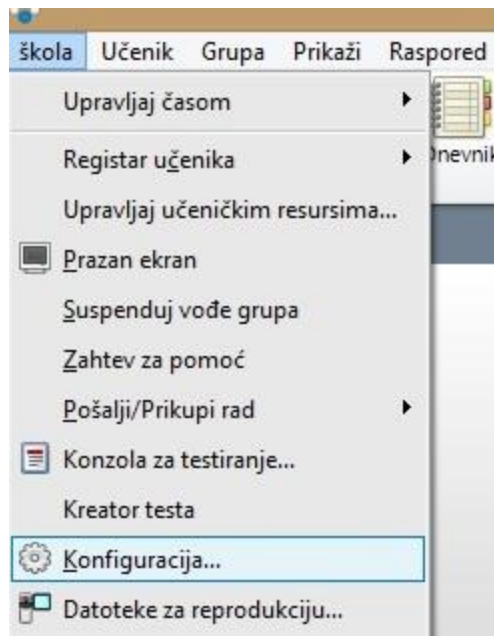 škola Učenik Grupa Prikaži Raspored
Upravljaj časom
Dnevnik
Registar učenika
Upravljaj učeničkim resursima...
Prazan ekran
Suspenduj vođe grupa
Zahtev za pomoć
Pošalji/Prikupi rad
Konzola za testiranje...
Kreator testa
Konfiguracija...
Datoteke za reprodukciju...